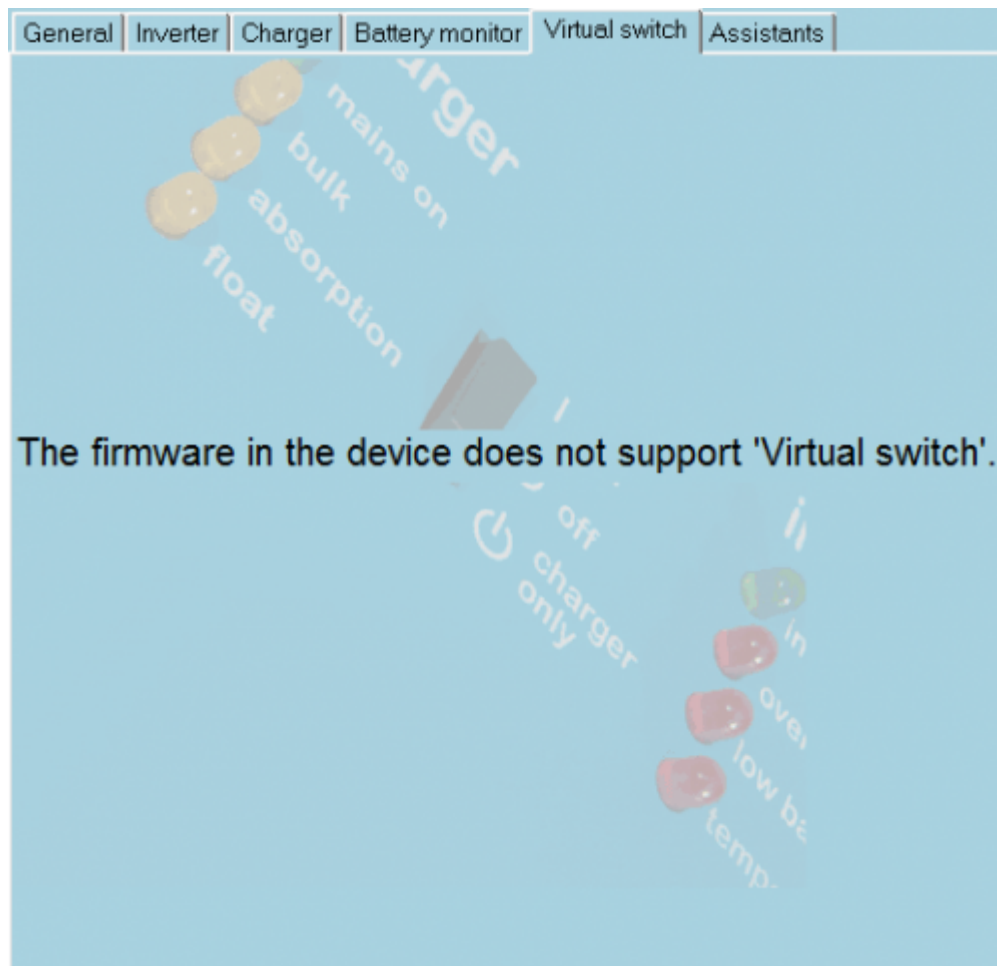 General Inverter Charger Battery monitor Virtual switch Assistants
mains on
bulk
absorption
float
The firmware in the device does not support 'Virtual switch'.
off
charger
only